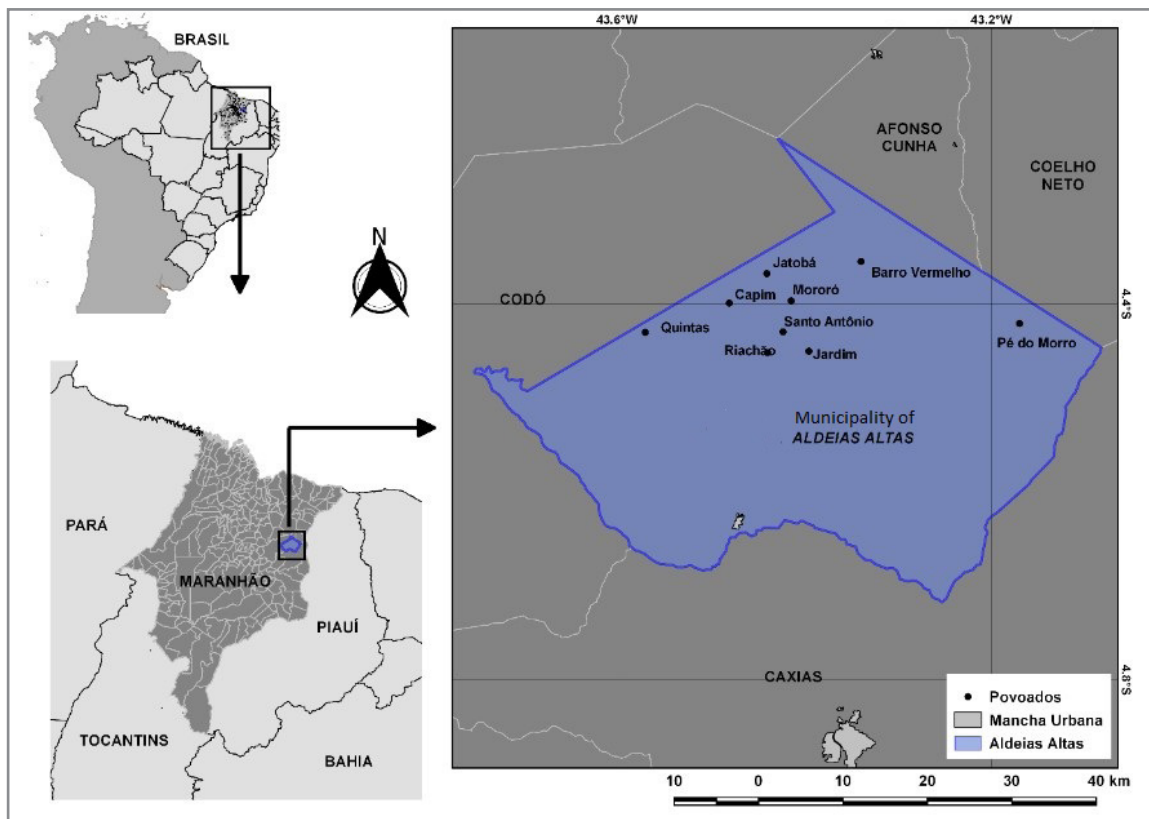 BRASIL
N
PARÁ
MARANHÃO
PIAUÍ
TOCANTINS
BAHIA
43.6°W
43.2°W
AFONSO
CUNHA
COELHO
NETO
Jatobá
Barro Vermelho
CODÓ
Capim
Mororó
4.4°S
Quintas
Santo Antônio
Pé do Morro
Riachão
Jardim
Municipality of
ALDEIAS ALTAS
CAXIAS
4.8°S
Povoados
Mancha Urbana
Aldeias Altas
10 0 10 20 30 40 km